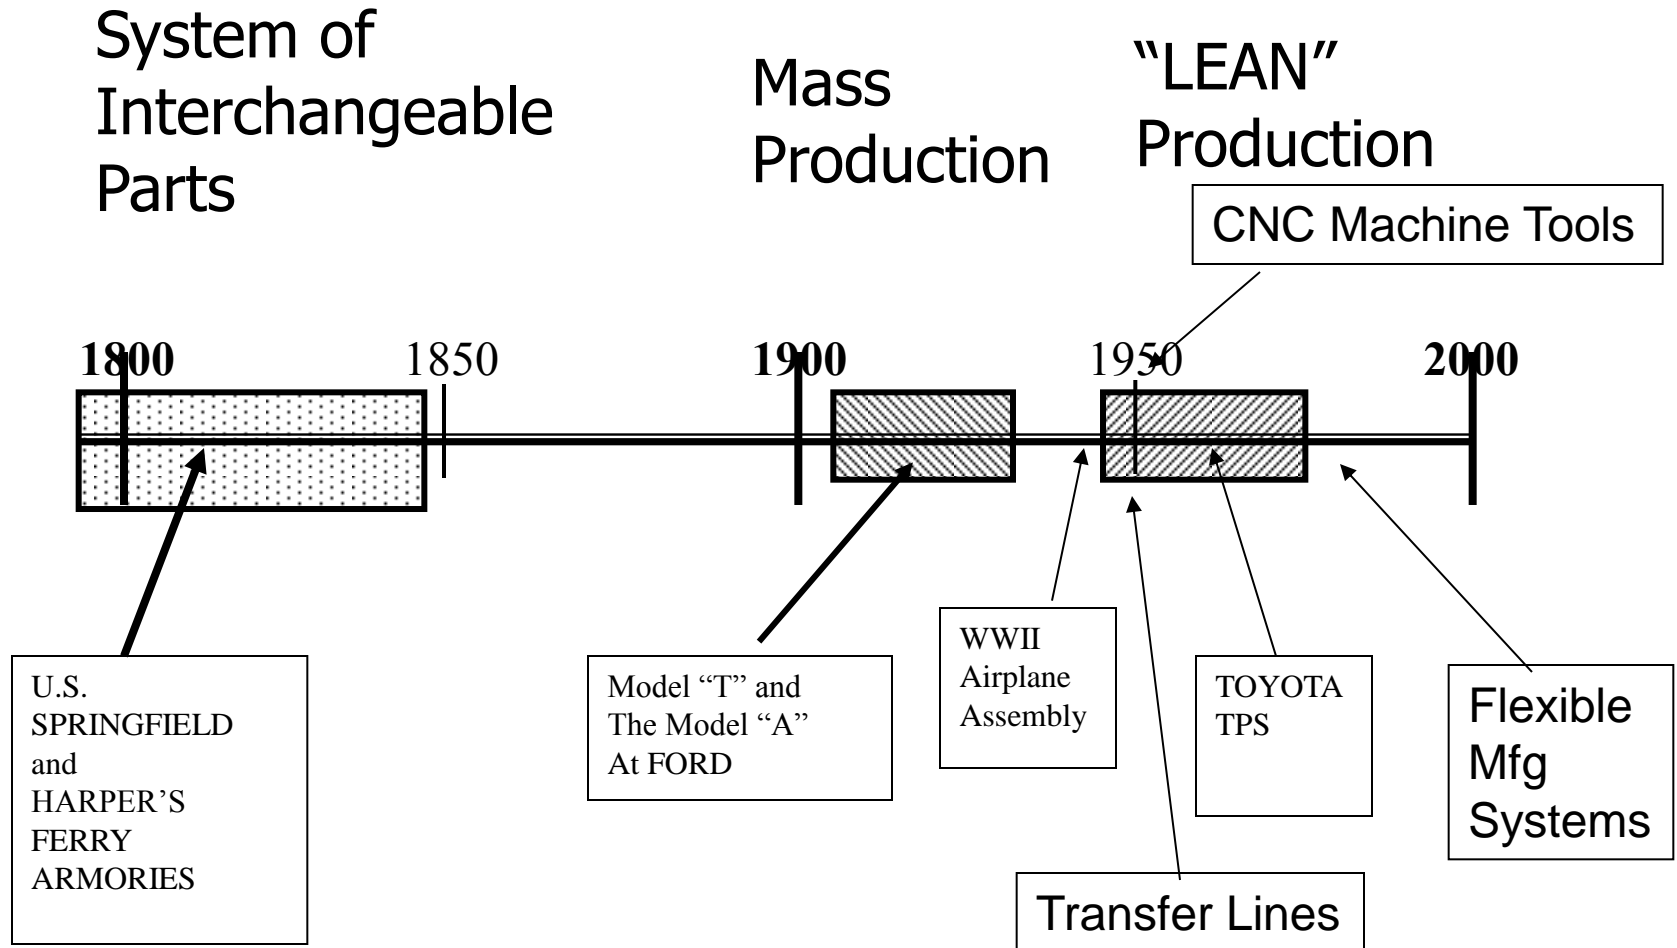 System of
Interchangeable
Parts
Mass
Production
“LEAN”
Production
CNC Machine Tools
1800
1850
1900
1950
2000
U.S.
SPRINGFIELD
and
HARPER’S
FERRY
ARMORIES
Model “T” and
The Model “A”
At FORD
WWII
Airplane
Assembly
TOYOTA
TPS
Flexible
Mfg
Systems
Transfer Lines